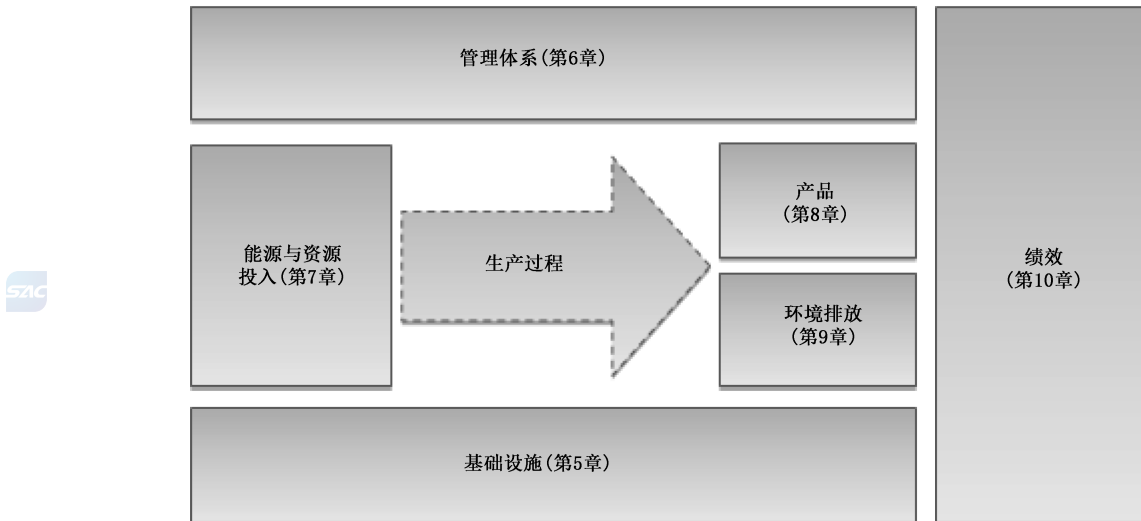 管理体系(第6章)
能源与资源
投入(第7章)
生产过程
产品
(第8章)
环境排放
(第9章)
绩效
(第10章)
基础设施(第5章)
SAC